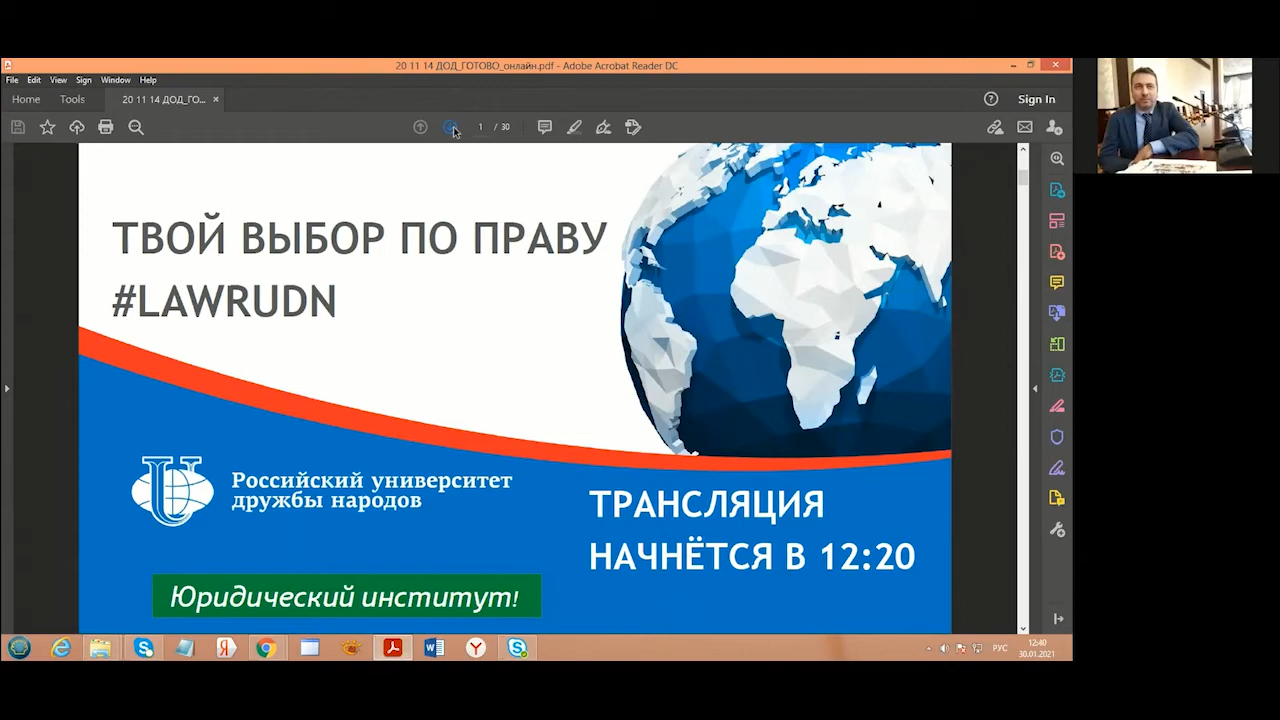 20 11 14 ДОД_ГОТОВО_онлайн.pdf - Adobe Acrobat Reader DC
File Edit View Sign Window Help
Home Tools 20 11 14 ДОД_ГО... × Sign In
1 / 30
ТВОЙ ВЫБОР ПО ПРАВУ
#LAWRUDN
Российский университет
дружбы народов
ТРАНСЛЯЦИЯ
НАЧНЁТСЯ В 12:20
Юридический институт!
РУС
12:40
30.01.2021